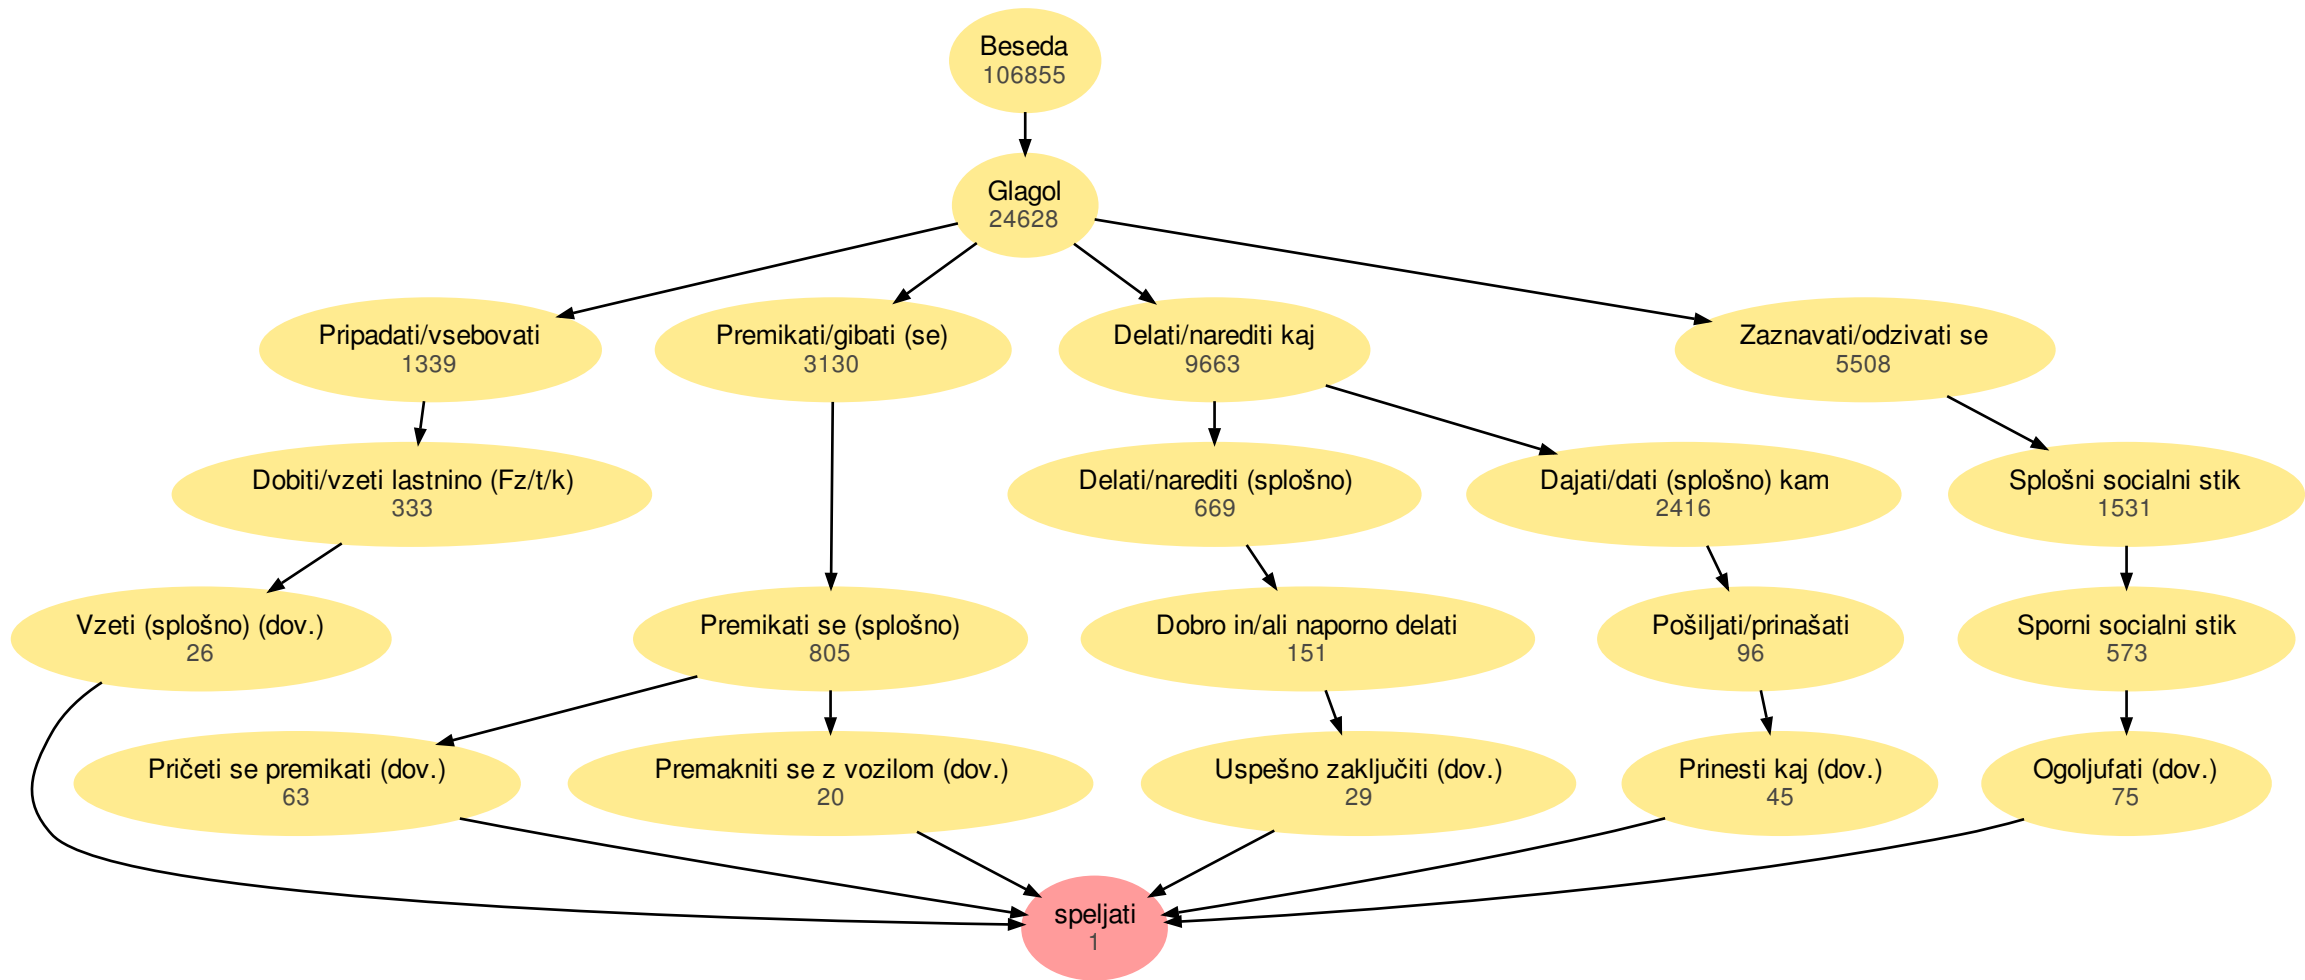 Beseda
106855
Glagol
24628
Pripadati/vsebovati
1339
Premikati/gibati (se)
3130
Delati/narediti kaj
9663
Zaznavati/odzivati se
5508
Dobiti/vzeti lastnino (Fz/t/k)
333
Delati/narediti (splošno)
669
Dajati/dati (splošno) kam
2416
Splošni socialni stik
1531
Vzeti (splošno) (dov.)
26
Premikati se (splošno)
805
Dobro in/ali naporno delati
151
Pošiljati/prinašati
96
Sporni socialni stik
573
Pričeti se premikati (dov.)
63
Premakniti se z vozilom (dov.)
20
Uspešno zaključiti (dov.)
29
Prinesti kaj (dov.)
45
Ogoljufati (dov.)
75
speljati
1